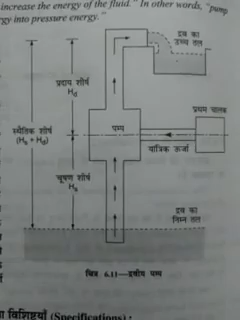 increase the energy of the fluid." In other words, "pump
rgy into pressure energy."
द्रव का
उच्च तल
प्रदाय शीर्ष
Hd
स्थैतिक शीर्ष
(Hs + Hd)
पम्प
प्रथम चालक
यांत्रिक ऊर्जा
चूषण शीर्ष
Hs
द्रव का
निम्न तल
चित्र 6.11—द्रवीय पम्प
विशिष्टियाँ (Specifications) :